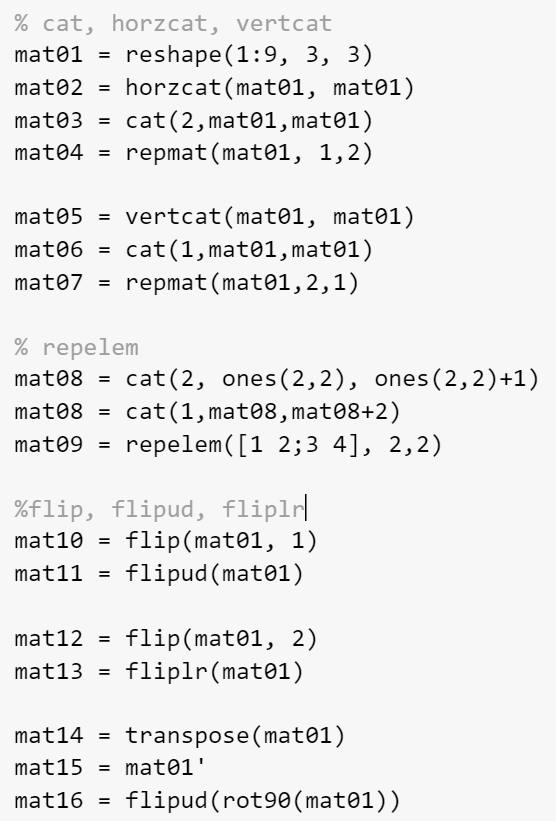 % cat, horzcat, vertcat
mat01 = reshape(1:9, 3, 3)
mat02 = horzcat(mat01, mat01)
mat03 = cat(2,mat01,mat01)
mat04 = repmat(mat01, 1,2)
mat05 = vertcat(mat01, mat01)
mat06 = cat(1,mat01,mat01)
mat07 = repmat(mat01,2,1)
% repelem
mat08 = cat(2, ones(2,2), ones(2,2)+1)
mat08 = cat(1,mat08,mat08+2)
mat09 = repelem([1 2;3 4], 2,2)
%flip, flipud, fliplr
mat10 = flip(mat01, 1)
mat11 = flipud(mat01)
mat12 = flip(mat01, 2)
mat13 = fliplr(mat01)
mat14 = transpose(mat01)
mat15 = mat01'
mat16 = flipud(rot90(mat01))